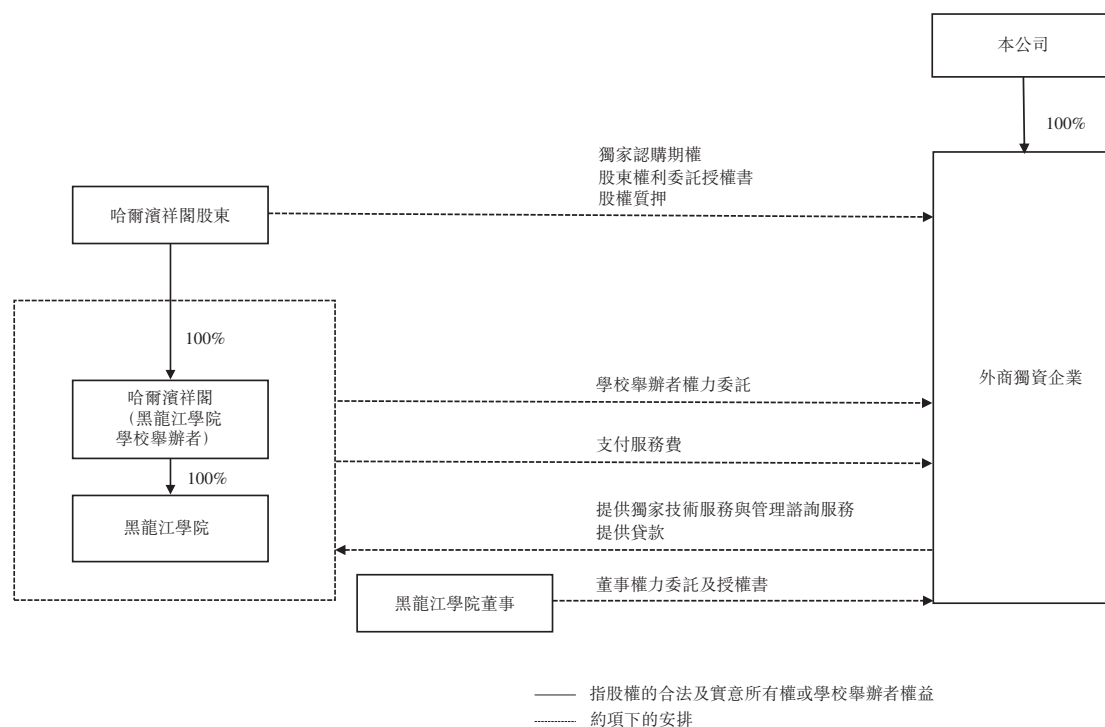 本公司
100%
獨家認購期權
股東權利委託授權書
股權質押
哈爾濱祥閣股東
100%
外商獨資企業
哈爾濱祥閣
（黑龍江學院
學校舉辦者）
學校舉辦者權力委託
支付服務費
100%
黑龍江學院
提供獨家技術服務與管理諮詢服務
提供貸款
黑龍江學院董事
董事權力委託及授權書
指股權的合法及實意所有權或學校舉辦者權益
約項下的安排